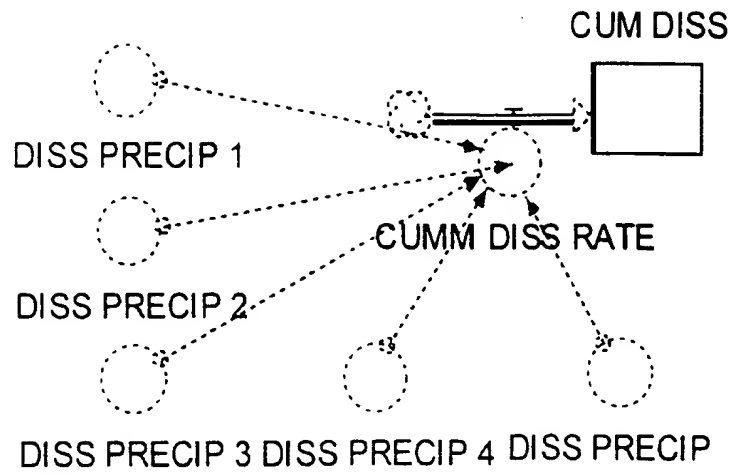 CUM DISS
DISS PRECIP 1
CUMM DISS RATE
DISS PRECIP 2
DISS PRECIP 3 DISS PRECIP 4 DISS PRECIP